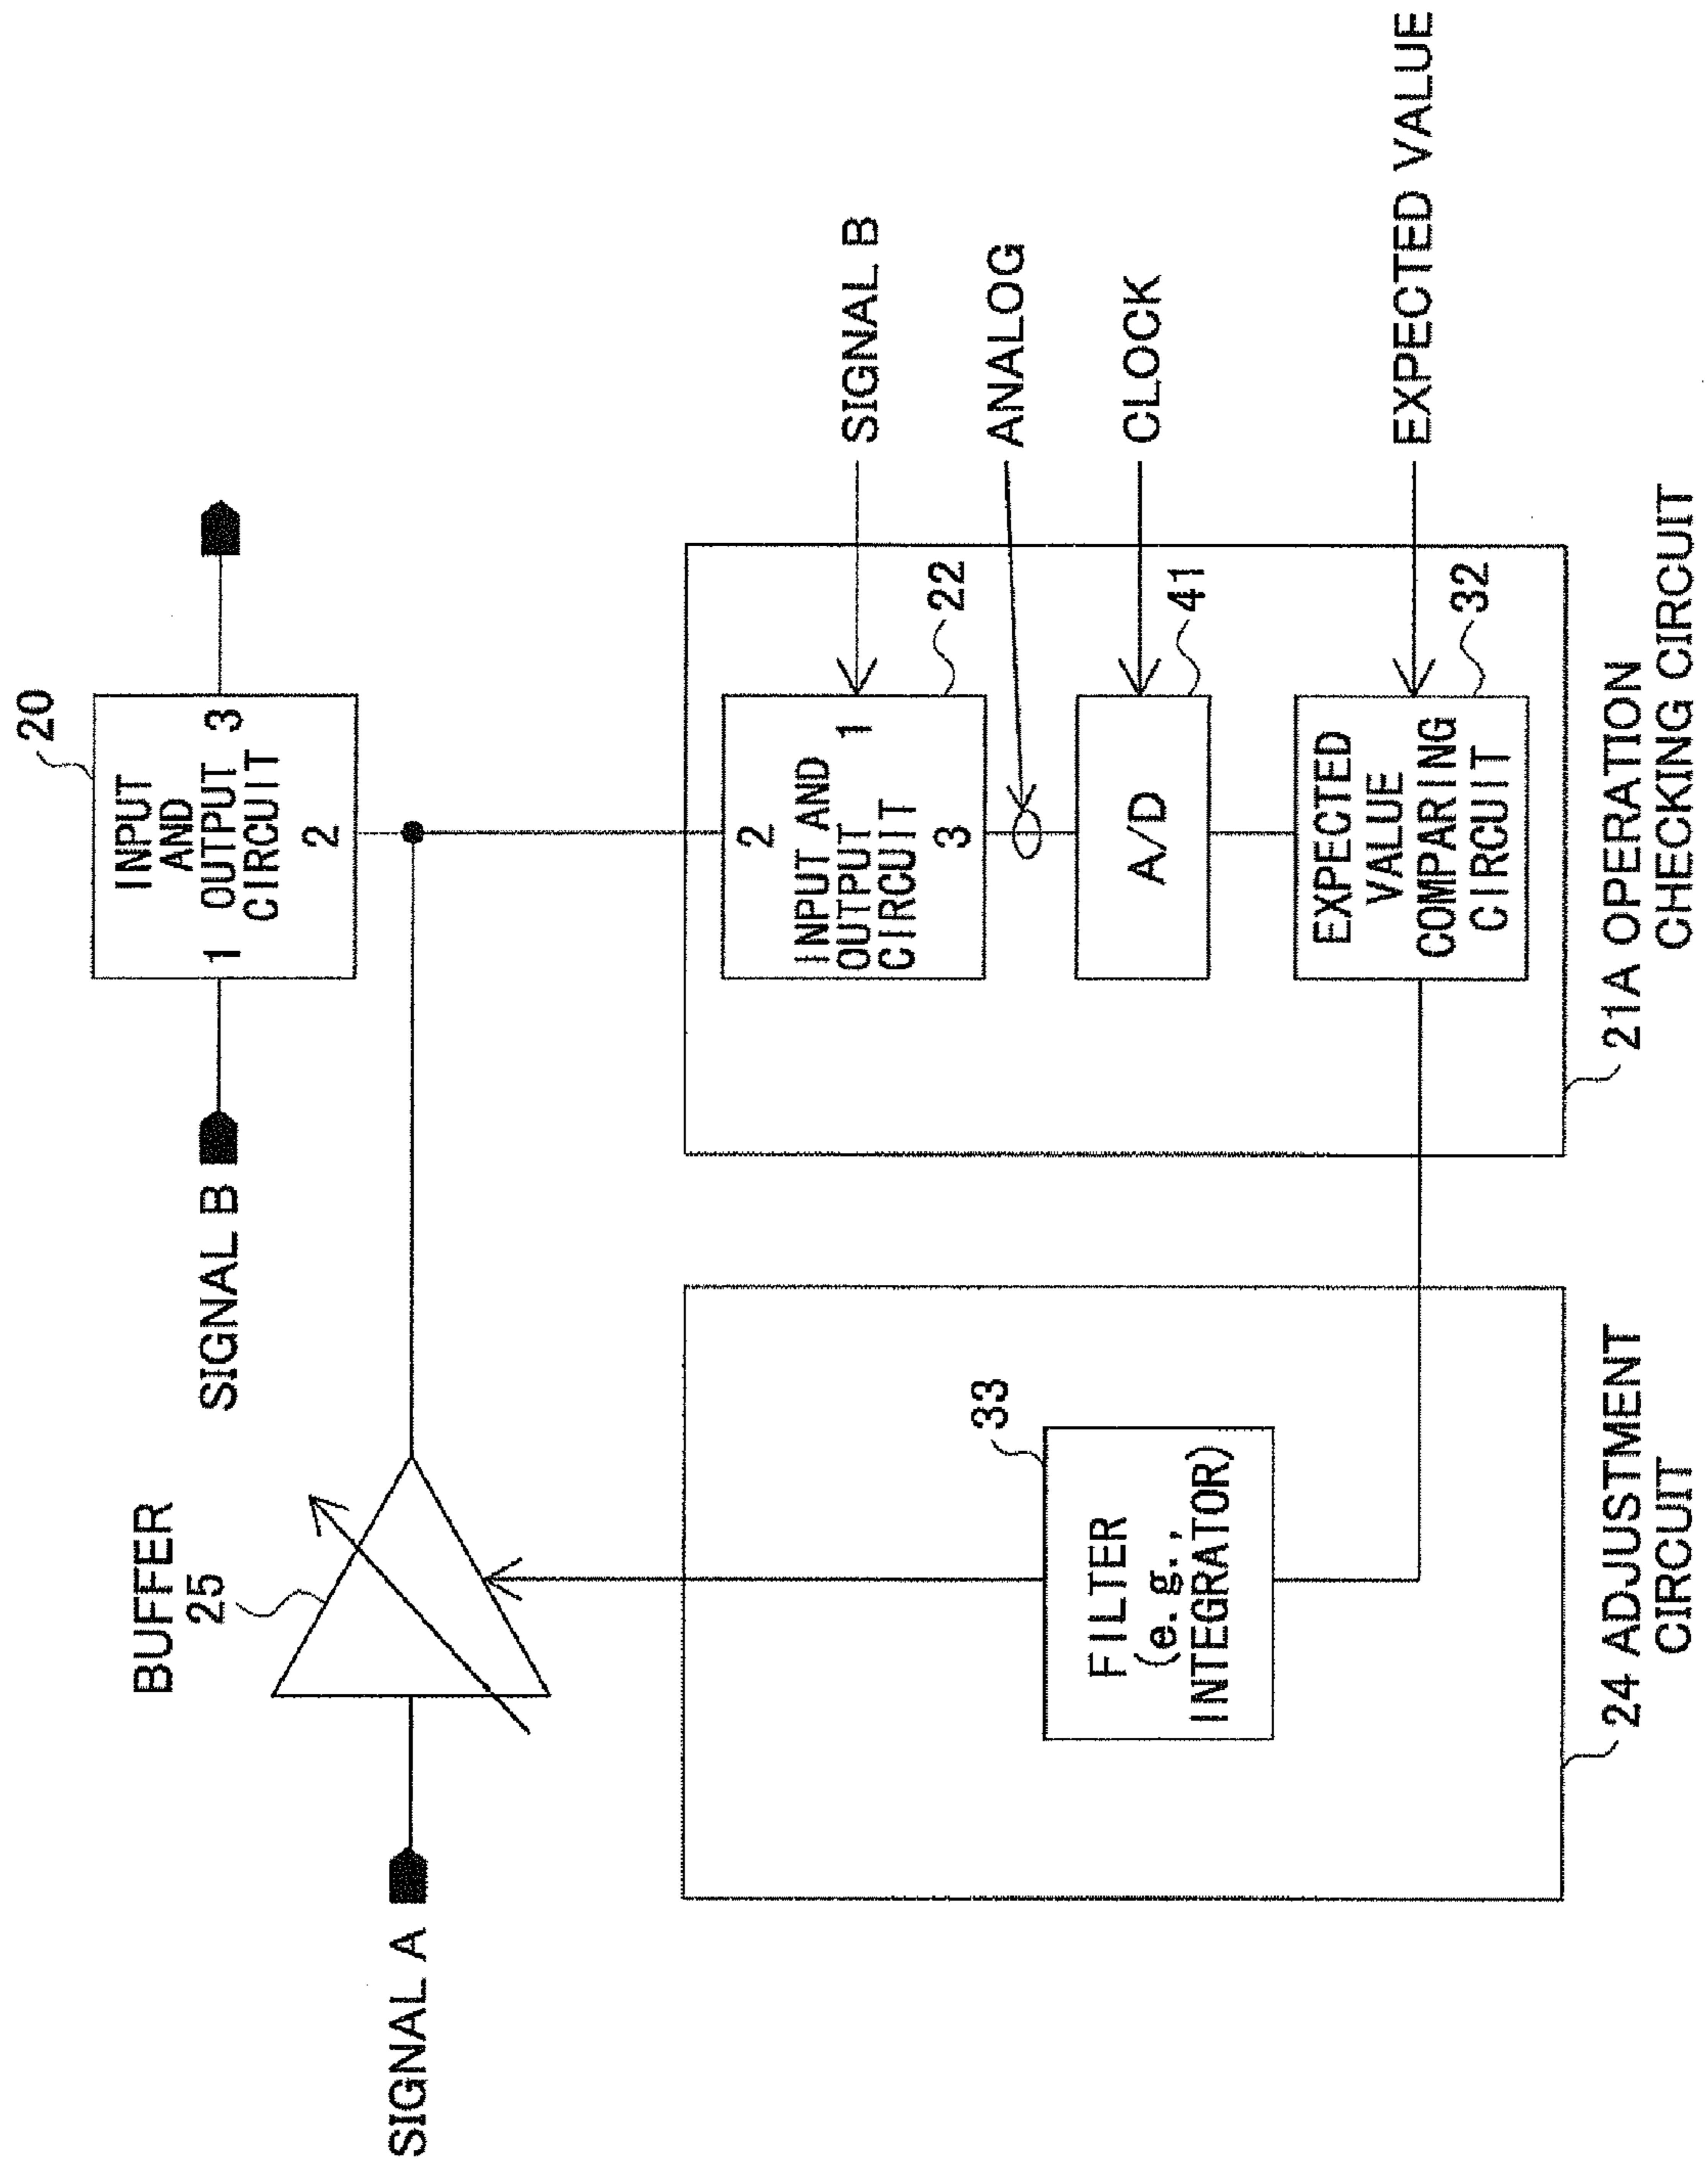 20
INPUT
AND
OUTPUT
CIRCUIT
1
2
3
SIGNAL B
BUFFER
25
SIGNAL A
2
INPUT AND
OUTPUT
CIRCUIT
1
3
22
SIGNAL B
ANALOG
A/D
41
CLOCK
EXPECTED
VALUE
COMPARING
CIRCUIT
32
EXPECTED VALUE
21A OPERATION
CHECKING CIRCUIT
33
FILTER
(e.g.,
INTEGRATOR)
24 ADJUSTMENT
CIRCUIT